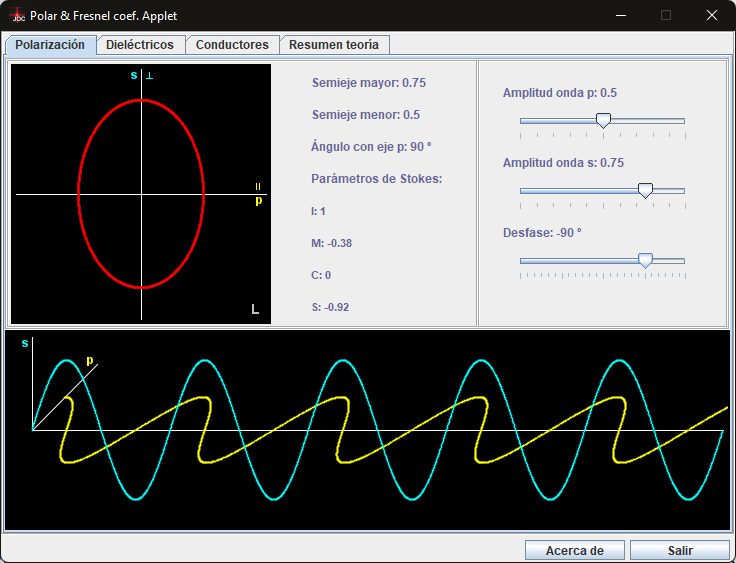 JDC Polar & Fresnel coef. Applet
Polarización Dieléctricos Conductores Resumen teoría
s ⊥
=
p
L
Semieje mayor: 0.75
Semieje menor: 0.5
Ángulo con eje p: 90 º
Parámetros de Stokes:
I: 1
M: -0.38
C: 0
S: -0.92
Amplitud onda p: 0.5
Amplitud onda s: 0.75
Desfase: -90 º
s
p
Acerca de Salir